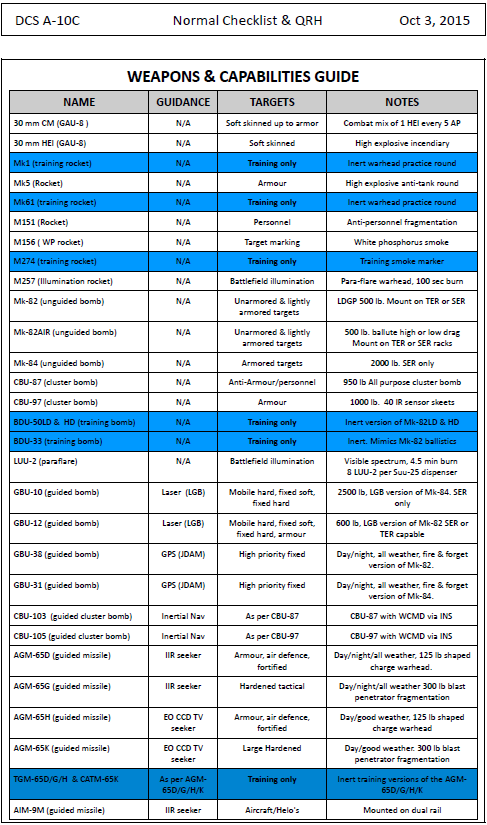 DCS A-10C Normal Checklist & QRH Oct 3, 2015
WEAPONS & CAPABILITIES GUIDE
NAME GUIDANCE TARGETS NOTES
30 mm CM (GAU-8 ) N/A Soft skinned up to armor Combat mix of 1 HEI every 5 AP
30 mm HEI (GAU-8) N/A Soft skinned High explosive incendiary
Mk1 (training rocket) N/A Training only Inert warhead practice round
Mk5 (Rocket) N/A Armour High explosive anti-tank round
Mk61 (training rocket) N/A Training only Inert warhead practice round
M151 (Rocket) N/A Personnel Anti-personnel fragmentation
M156 ( WP rocket) N/A Target marking White phosphorus smoke
M274 (training rocket) N/A Training only Training smoke marker
M257 (Illumination rocket) N/A Battlefield illumination Para-flare warhead, 100 sec burn
Mk-82 (unguided bomb) N/A Unarmored & lightly LDGP 500 lb. Mount on TER or SER
armored targets
Mk-82AIR (unguided bomb) N/A Unarmored & lightly 500 lb. ballute high or low drag
armored targets Mount on TER or SER racks
Mk-84 (unguided bomb) N/A Armored targets 2000 lb. SER only
CBU-87 (cluster bomb) N/A Anti-Armour/personnel 950 lb All purpose cluster bomb
CBU-97 (cluster bomb) N/A Armour 1000 lb. 40 IR sensor skeets
BDU-50LD & HD (training bomb) N/A Training only Inert version of Mk-82LD & HD
BDU-33 (training bomb) N/A Training only Inert. Mimics Mk-82 ballistics
LUU-2 (paraflare) N/A Battlefield illumination Visible spectrum, 4.5 min burn
8 LUU-2 per Suu-25 dispenser
GBU-10 (guided bomb) Laser (LGB) Mobile hard, fixed soft, 2500 lb, LGB version of Mk-84. SER
fixed hard only
GBU-12 (guided bomb) Laser (LGB) Mobile hard, fixed soft, 600 lb, LGB version of Mk-82 SER or
fixed hard, armour TER capable
GBU-38 (guided bomb) GPS (JDAM) High priority fixed Day/night, all weather, fire & forget
version of Mk-82.
GBU-31 (guided bomb) GPS (JDAM) High priority fixed Day/night, all weather, fire & forget
version of Mk-84.
CBU-103 (guided cluster bomb) Inertial Nav As per CBU-87 CBU-87 with WCMD via INS
CBU-105 (guided cluster bomb) Inertial Nav As per CBU-97 CBU-97 with WCMD via INS
AGM-65D (guided missile) IIR seeker Armour, air defence, Day/night/all weather, 125 lb shaped
fortified charge warhead.
AGM-65G (guided missile) IIR seeker Hardened tactical Day/night/all weather 300 lb blast
penetrator fragmentation
AGM-65H (guided missile) EO CCD TV Armour, air defence, Day/good weather, 125 lb shaped
seeker fortified charge warhead
AGM-65K (guided missile) EO CCD TV Large Hardened Day/good weather. 300 lb blast
seeker penetrator fragmentation
TGM-65D/G/H & CATM-65K As per AGM- Training only Inert training versions of the AGM-
65D/G/H/K 65D/G/H/K
AIM-9M (guided missile) IIR seeker Aircraft/Helo's Mounted on dual rail